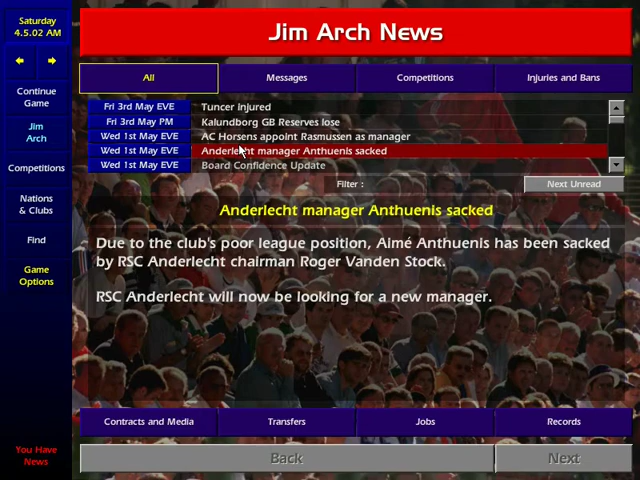 Saturday
4.5.02 AM
Jim Arch News
All
Messages
Competitions
Injuries and Bans
Continue
Game
Jim
Arch
Competitions
Nations
& Clubs
Find
Game
Options
You Have
News
Fri 3rd May EVE Tuncer injured
Fri 3rd May PM Kalundborg GB Reserves lose
Wed 1st May EVE AC Horsens appoint Rasmussen as manager
Wed 1st May EVE Anderlecht manager Anthuenis sacked
Wed 1st May EVE Board Confidence Update
Filter :
Next Unread
Anderlecht manager Anthuenis sacked
Due to the club's poor league position, Aimé Anthuenis has been sacked
by RSC Anderlecht chairman Roger Vanden Stock.
RSC Anderlecht will now be looking for a new manager.
Contracts and Media
Transfers
Jobs
Records
Back
Next